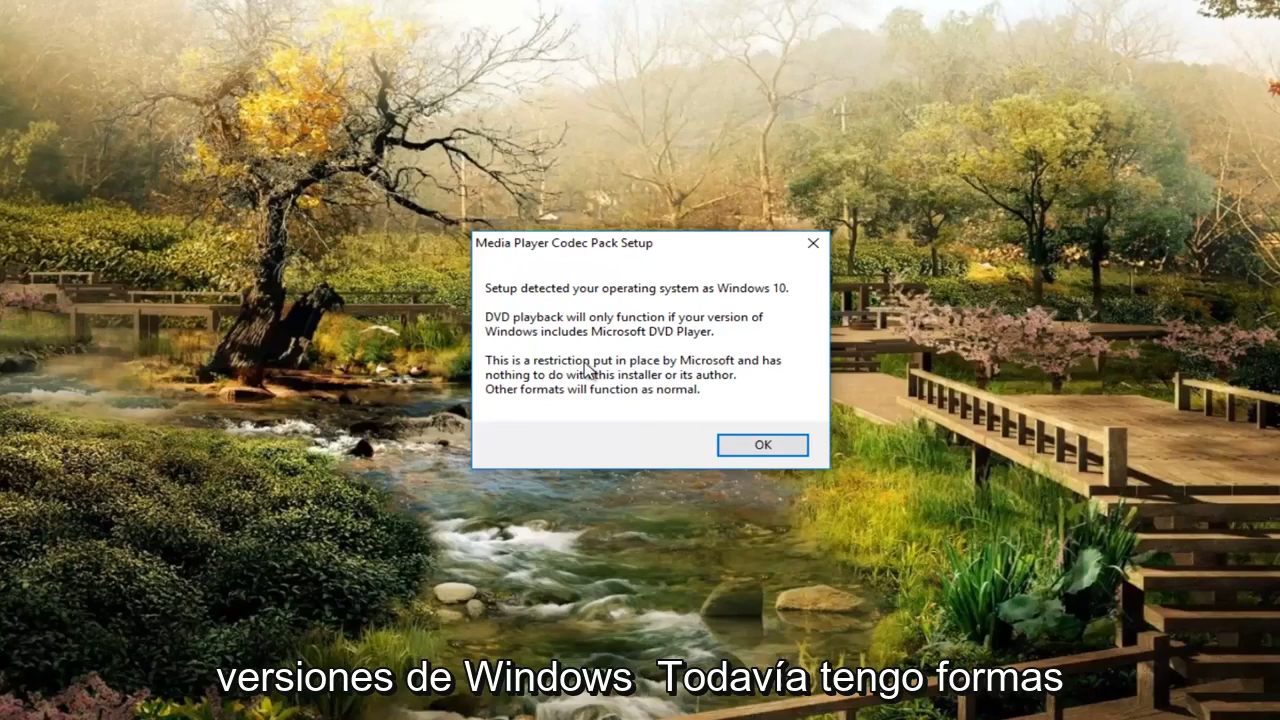 Media Player Codec Pack Setup
Setup detected your operating system as Windows 10.
DVD playback will only function if your version of
Windows includes Microsoft DVD Player.
This is a restriction put in place by Microsoft and has
nothing to do with this installer or its author.
Other formats will function as normal.
OK
versiones de Windows  Todavía tengo formas